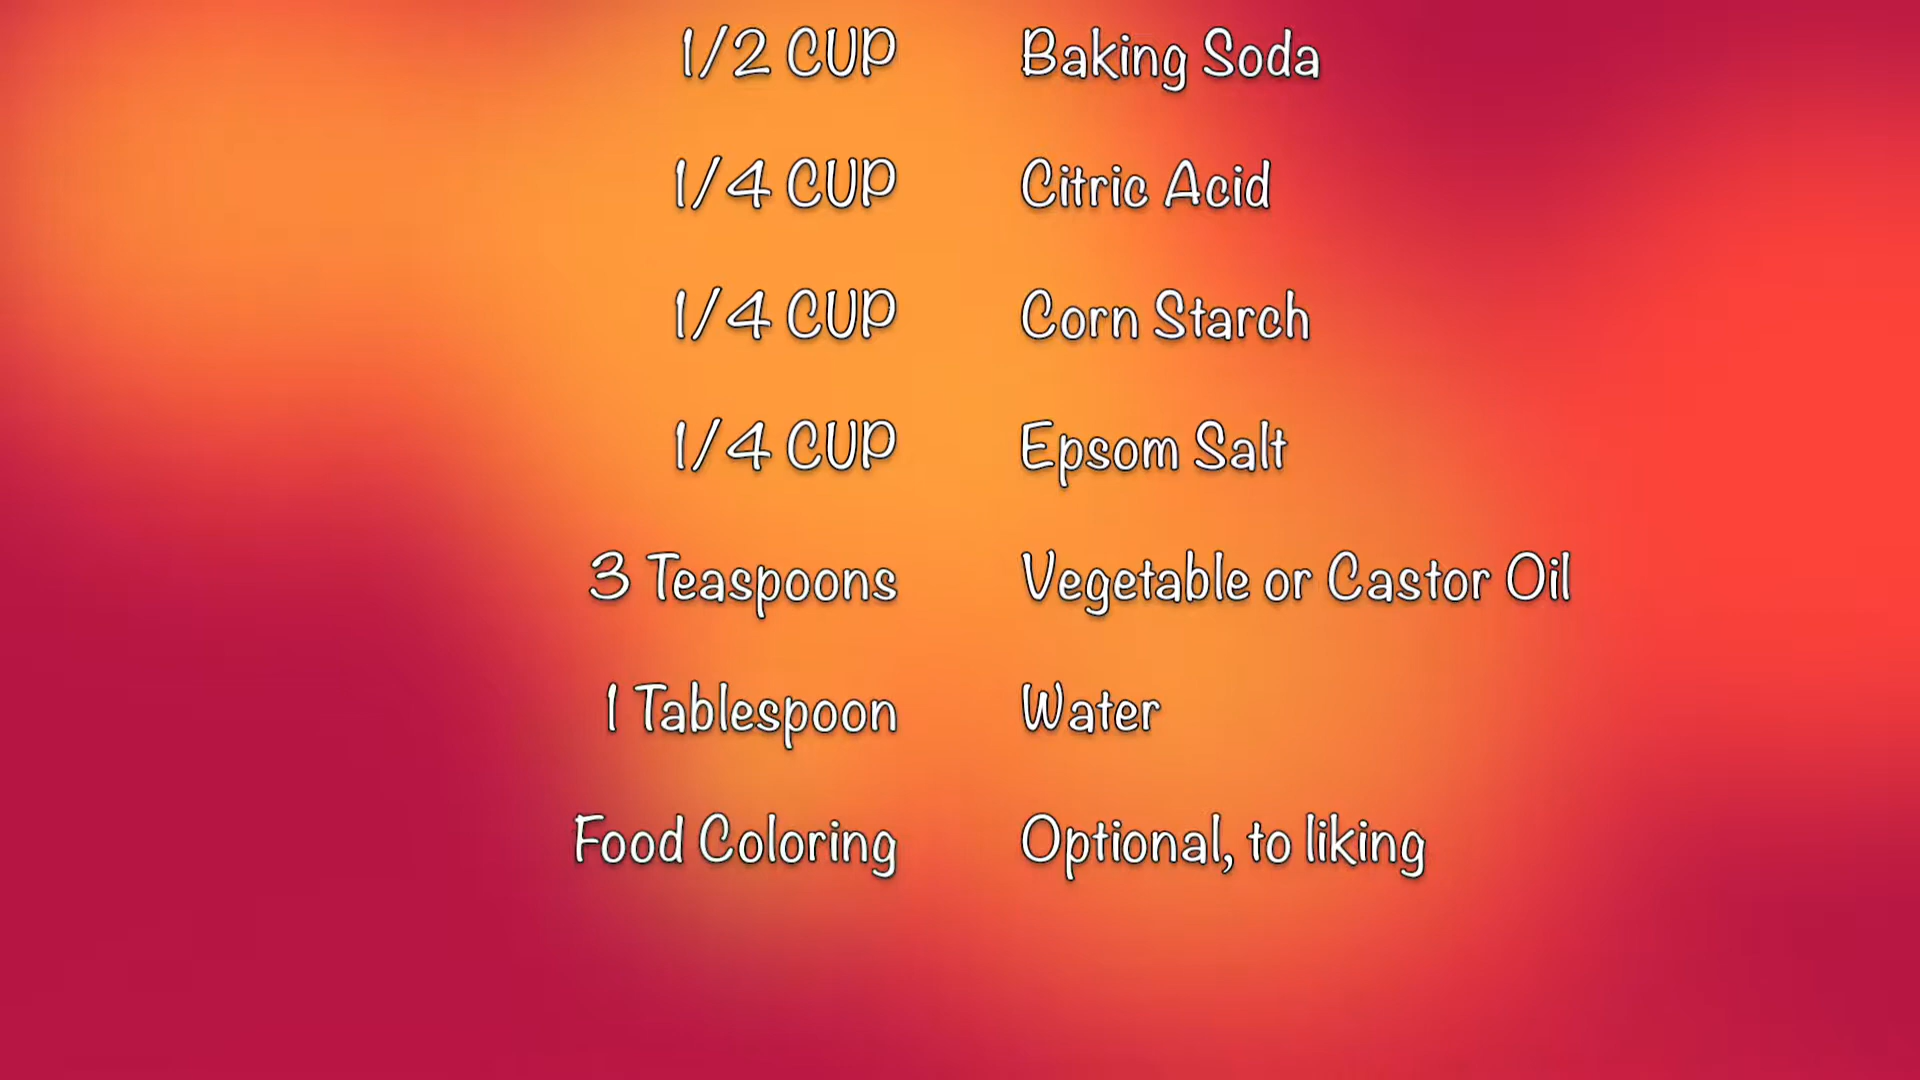 1/2 CUP Baking Soda
1/4 CUP Citric Acid
1/4 CUP Corn Starch
1/4 CUP Epsom Salt
3 Teaspoons Vegetable or Castor Oil
1 Tablespoon Water
Food Coloring Optional, to liking